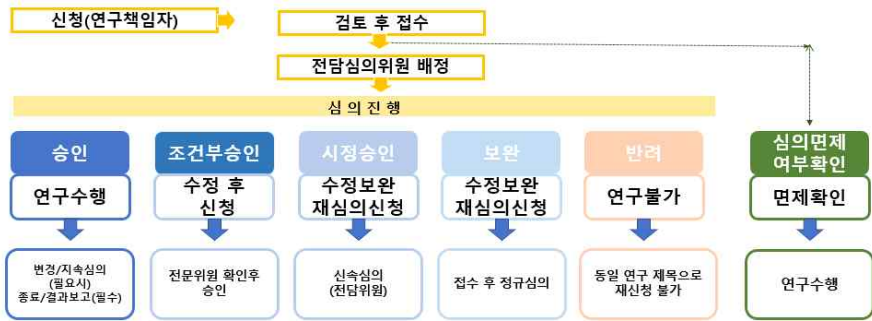 신청(연구책임자)
검토 후 접수
전담심의위원 배정
심 의 진 행
승인
조건부승인
시정승인
보완
반려
심의면제
여부확인
연구수행
수정 후
신청
수정보완
재심의신청
수정보완
재심의신청
연구불가
면제확인
변경/지속심의
(필요시)
종료/결과보고(필수)
전문위원 확인후
승인
신속심의
(전담위원)
접수 후 정규심의
동일 연구 제목으로
재신청 불가
연구수행